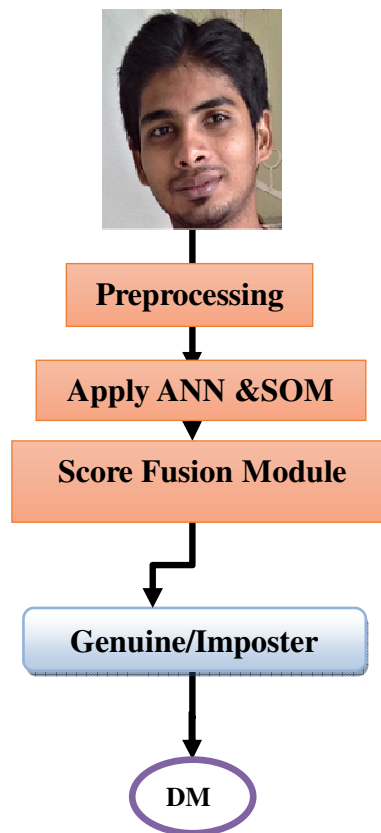 Preprocessing
Apply ANN &SOM
Score Fusion Module
Genuine/Imposter
DM